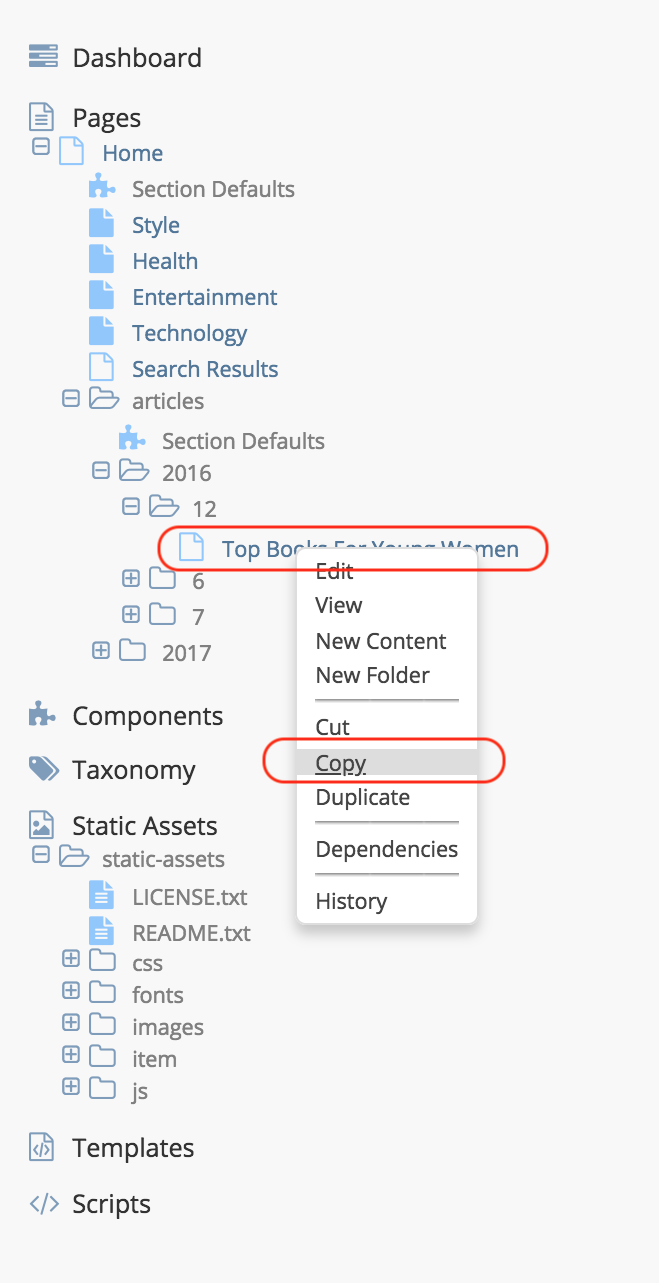 Dashboard
Pages
Home
Section Defaults
Style
Health
Entertainment
Technology
Search Results
articles
Section Defaults
2016
12
Top Books For Young Women
6
7
2017
Edit
View
New Content
New Folder
Cut
Copy
Duplicate
Dependencies
History
Components
Taxonomy
Static Assets
static-assets
LICENSE.txt
README.txt
css
fonts
images
item
js
Templates
Scripts